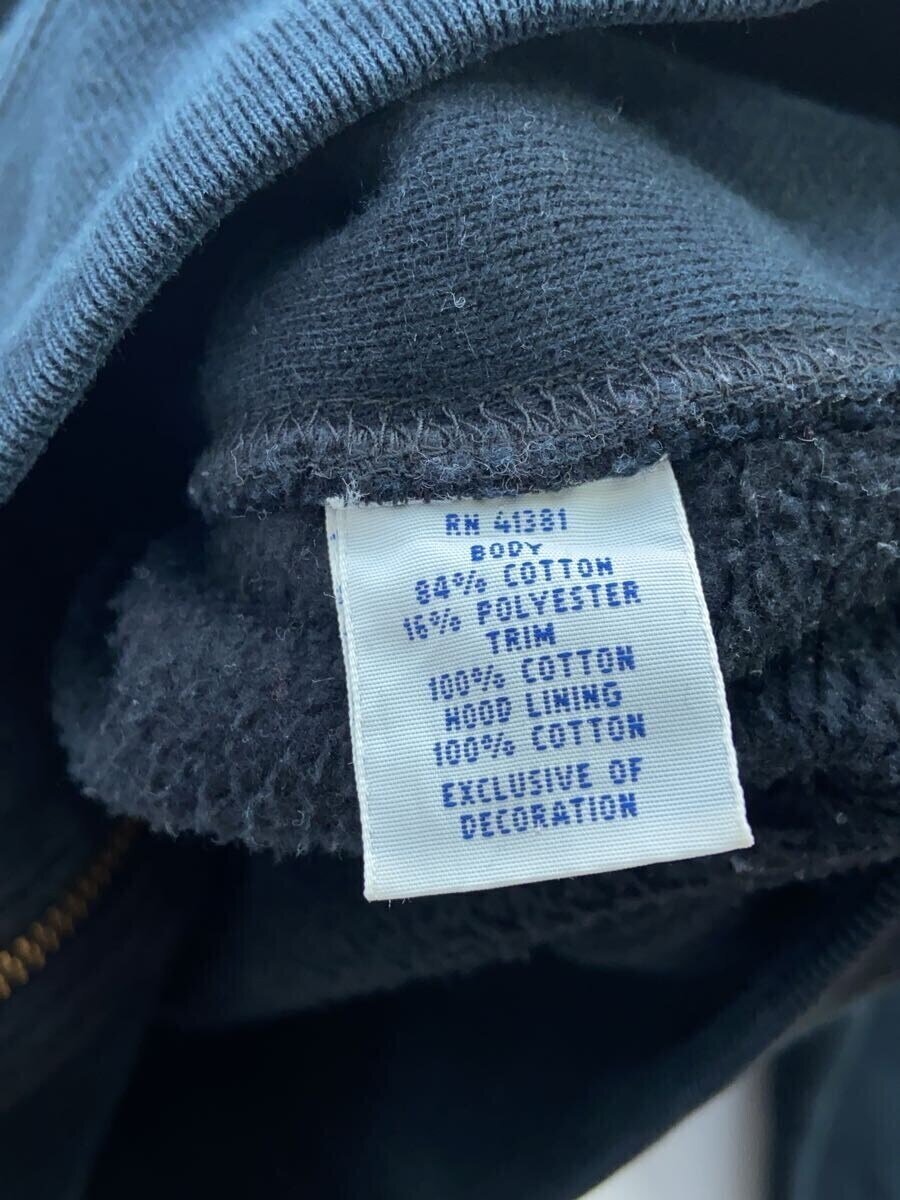 RN 41381
BODY
84% COTTON
16% POLYESTER
TRIM
100% COTTON
HOOD LINING
100% COTTON
EXCLUSIVE OF
DECORATION